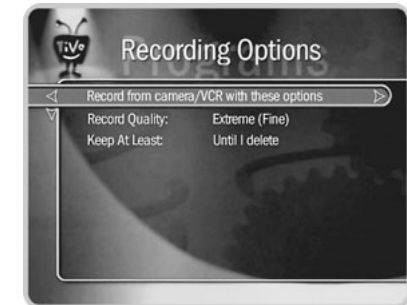 TiVo
Recording Options
Programs
Record from camera/VCR with these options
Record Quality: Extreme (Fine)
Keep At Least: Until I delete